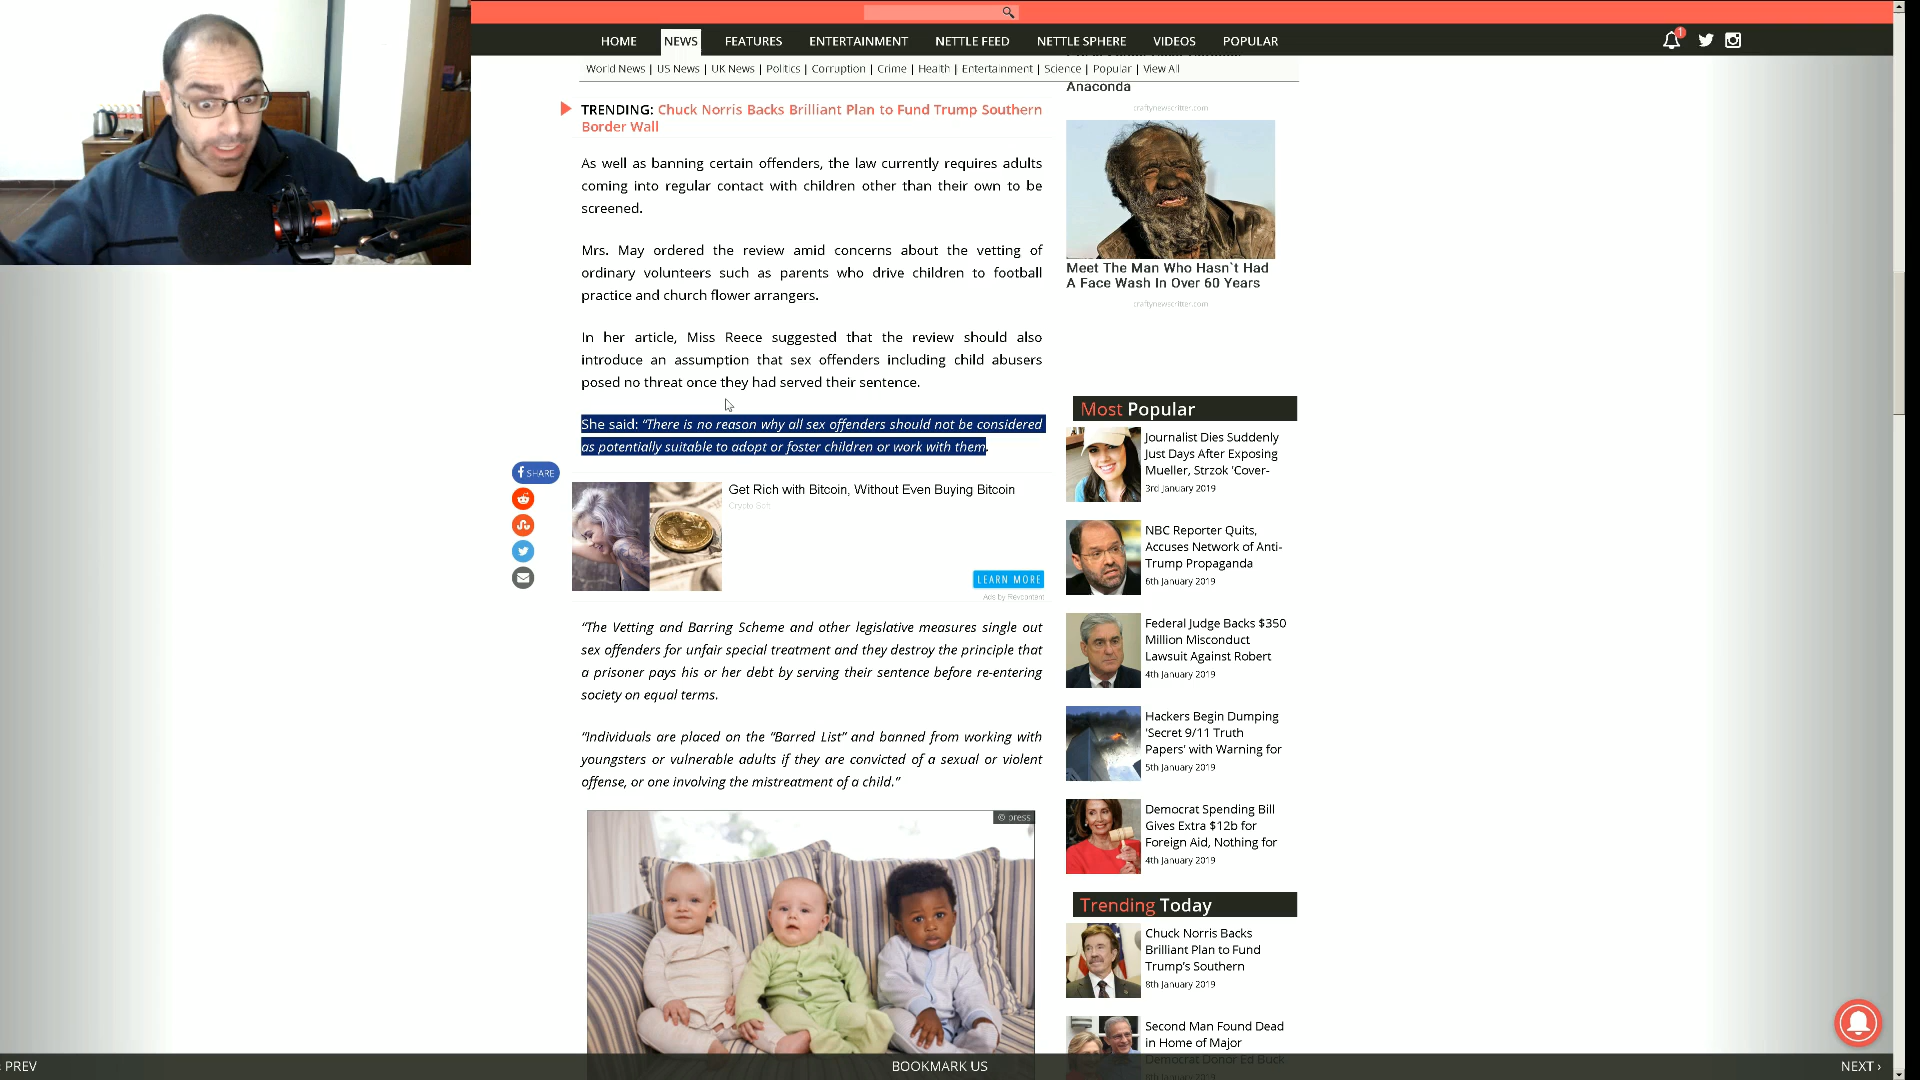 HOME NEWS FEATURES ENTERTAINMENT NETTLE FEED NETTLE SPHERE VIDEOS POPULAR
1
World News | US News | UK News | Politics | Corruption | Crime | Health | Entertainment | Science | Popular | View All
TRENDING: Chuck Norris Backs Brilliant Plan to Fund Trump Southern
Border Wall
As well as banning certain offenders, the law currently requires adults
coming into regular contact with children other than their own to be
screened.
Mrs. May ordered the review amid concerns about the vetting of
ordinary volunteers such as parents who drive children to football
practice and church flower arrangers.
In her article, Miss Reece suggested that the review should also
introduce an assumption that sex offenders including child abusers
posed no threat once they had served their sentence.
She said: “There is no reason why all sex offenders should not be considered
as potentially suitable to adopt or foster children or work with them.
SHARE
Get Rich with Bitcoin, Without Even Buying Bitcoin
Crypto Sch
LEARN MORE
Ads by Revcontent
“The Vetting and Barring Scheme and other legislative measures single out
sex offenders for unfair special treatment and they destroy the principle that
a prisoner pays his or her debt by serving their sentence before re-entering
society on equal terms.
“Individuals are placed on the “Barred List” and banned from working with
youngsters or vulnerable adults if they are convicted of a sexual or violent
offense, or one involving the mistreatment of a child.”
© press
Anaconda
craftynewscritter.com
Meet The Man Who Hasn`t Had
A Face Wash In Over 60 Years
craftynewscritter.com
Most Popular
Journalist Dies Suddenly
Just Days After Exposing
Mueller, Strzok 'Cover-
3rd January 2019
NBC Reporter Quits,
Accuses Network of Anti-
Trump Propaganda
6th January 2019
Federal Judge Backs $350
Million Misconduct
Lawsuit Against Robert
4th January 2019
Hackers Begin Dumping
'Secret 9/11 Truth
Papers' with Warning for
5th January 2019
Democrat Spending Bill
Gives Extra $12b for
Foreign Aid, Nothing for
4th January 2019
Trending Today
Chuck Norris Backs
Brilliant Plan to Fund
Trump's Southern
8th January 2019
Second Man Found Dead
in Home of Major
Democrat Donor Ed Buck
PREV
BOOKMARK US
NEXT ›